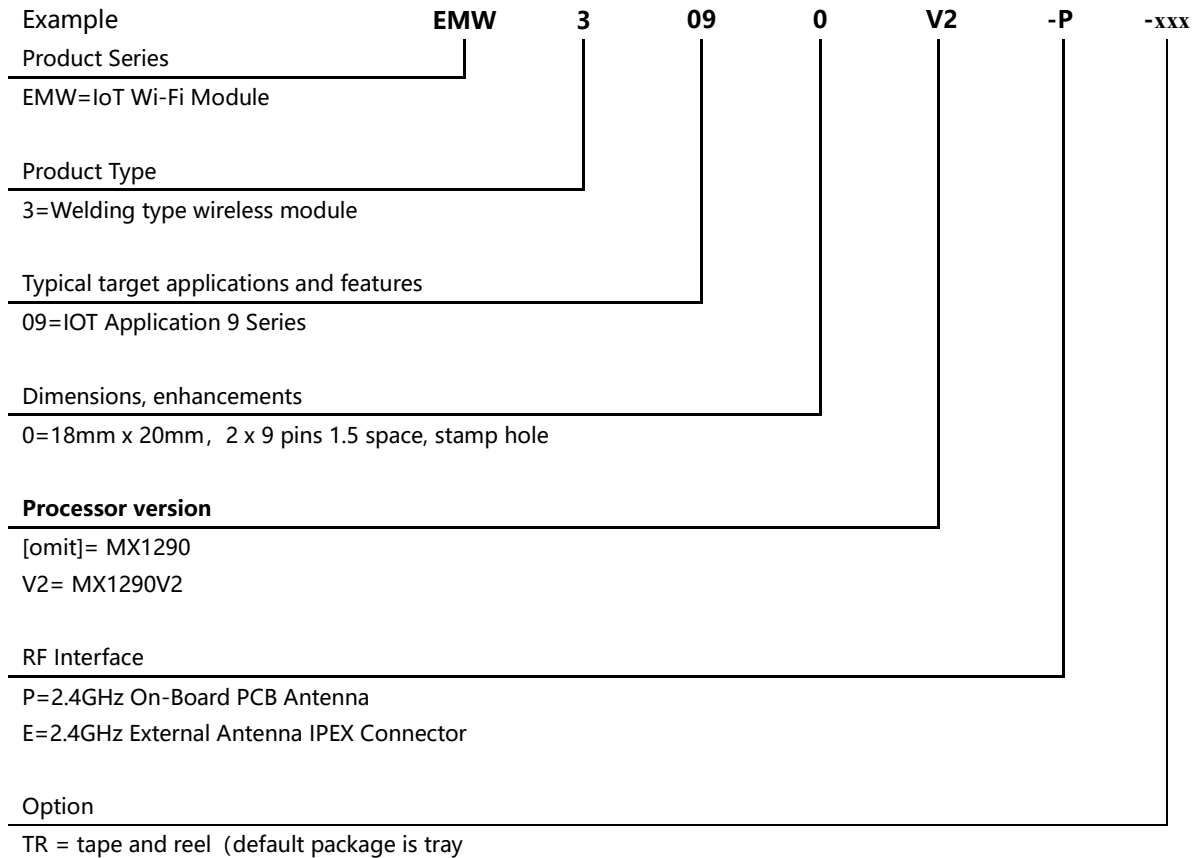 Example EMW 3 09 0 V2 -P -xxx
Product Series
EMW=IoT Wi-Fi Module
Product Type
3=Welding type wireless module
Typical target applications and features
09=IOT Application 9 Series
Dimensions, enhancements
0=18mm x 20mm，2 x 9 pins 1.5 space, stamp hole
Processor version
[omit]= MX1290
V2= MX1290V2
RF Interface
P=2.4GHz On-Board PCB Antenna
E=2.4GHz External Antenna IPEX Connector
Option
TR = tape and reel（default package is tray